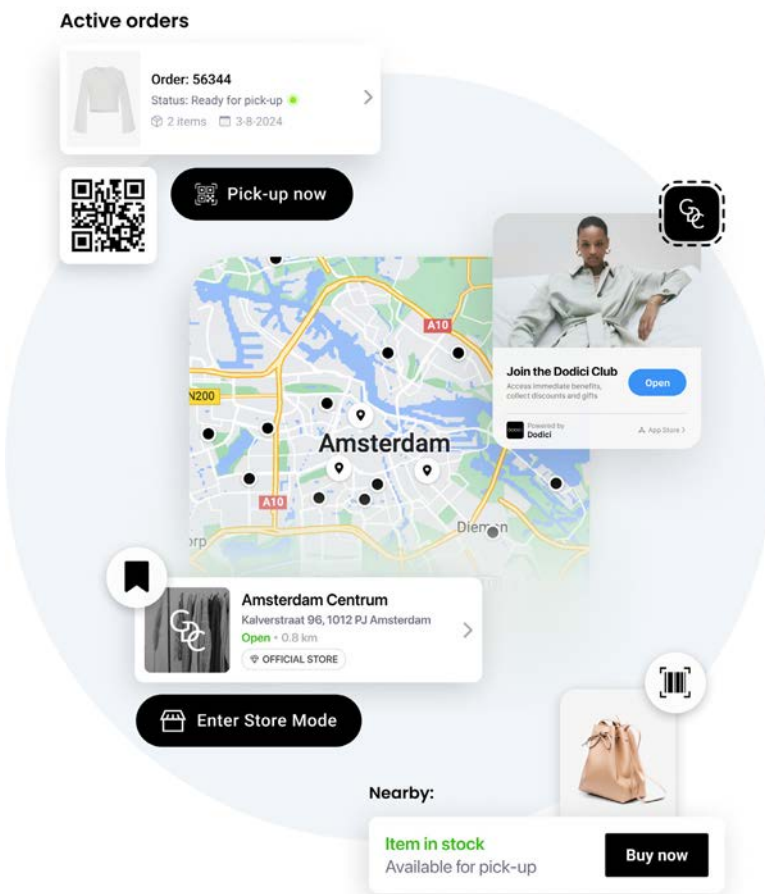 Active orders
Order: 56344
Status: Ready for pick-up
2 items 3-8-2024
Pick-up now
GDC
A10
Join the Dodici Club
Access immediate benefits,
collect discounts and gifts
Open
Powered by
Dodici
App Store
N200
Amsterdam
A10
Diemen
orp
GDC
Amsterdam Centrum
Kalverstraat 96, 1012 PJ Amsterdam
Open • 0.8 km
OFFICIAL STORE
Enter Store Mode
Nearby:
Item in stock
Available for pick-up
Buy now